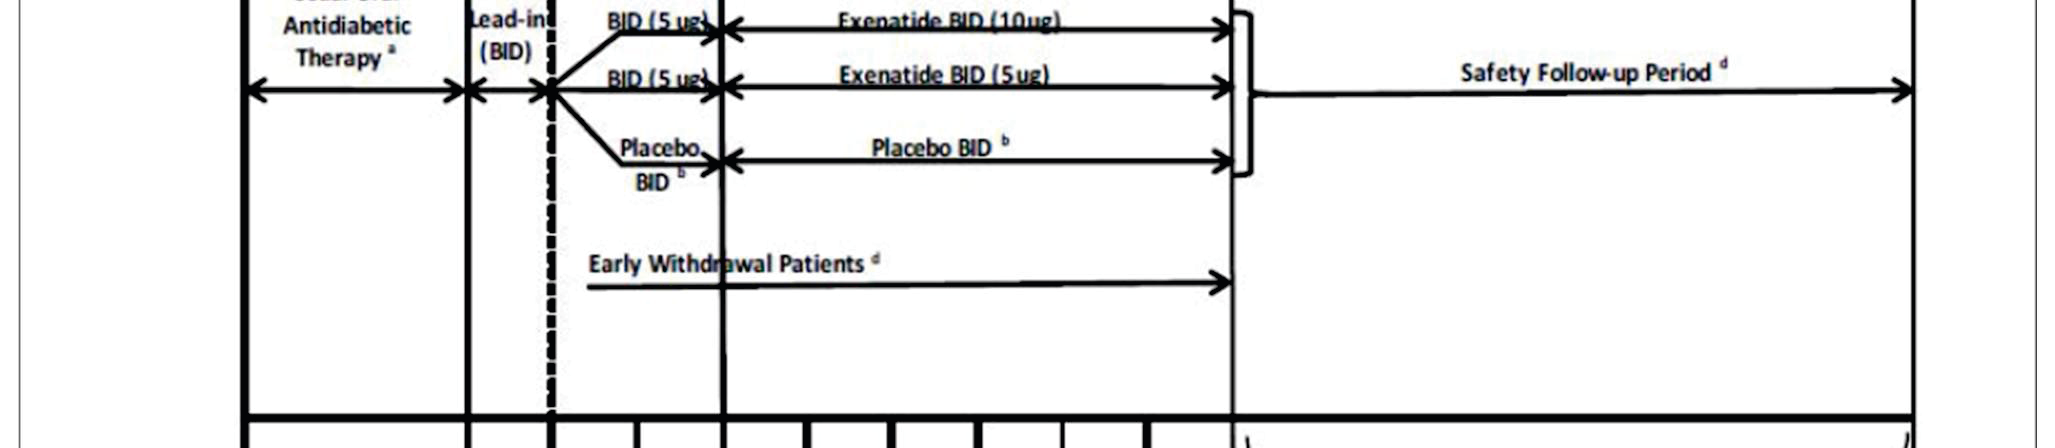 Antidiabetic
Therapy a
Lead-in
(BID)
BID (5 ug)
Exenatide BID (10ug)
BID (5 ug)
Exenatide BID (5ug)
Safety Follow-up Period d
Placebo
BID b
Placebo BID b
Early Withdrawal Patients d